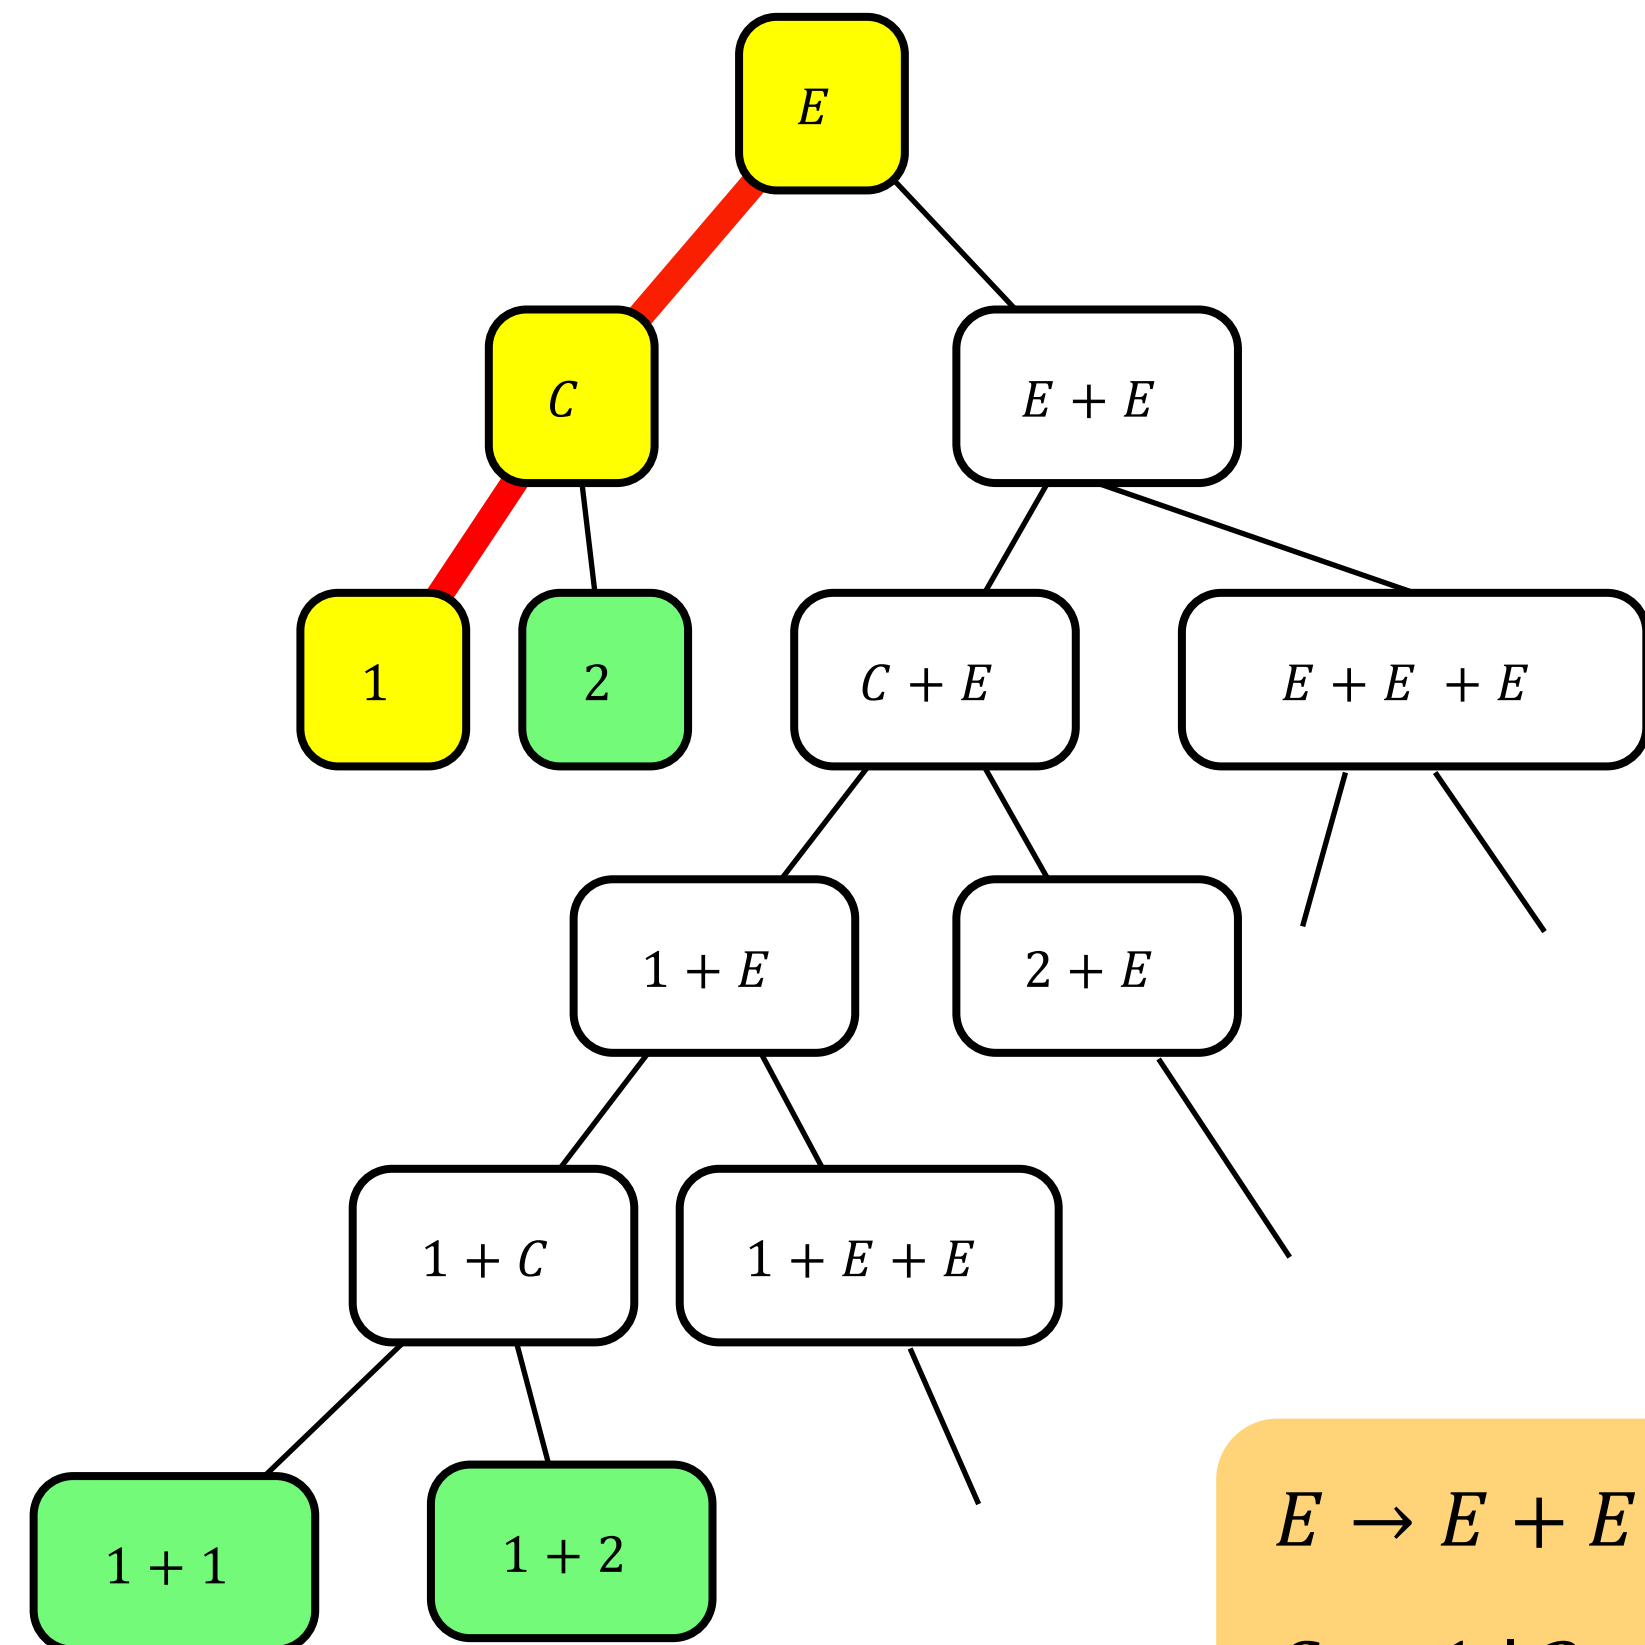 E
C
E + E
1
2
C + E
E + E + E
1 + E
2 + E
1 + C
1 + E + E
1 + 1
1 + 2
E → E + E